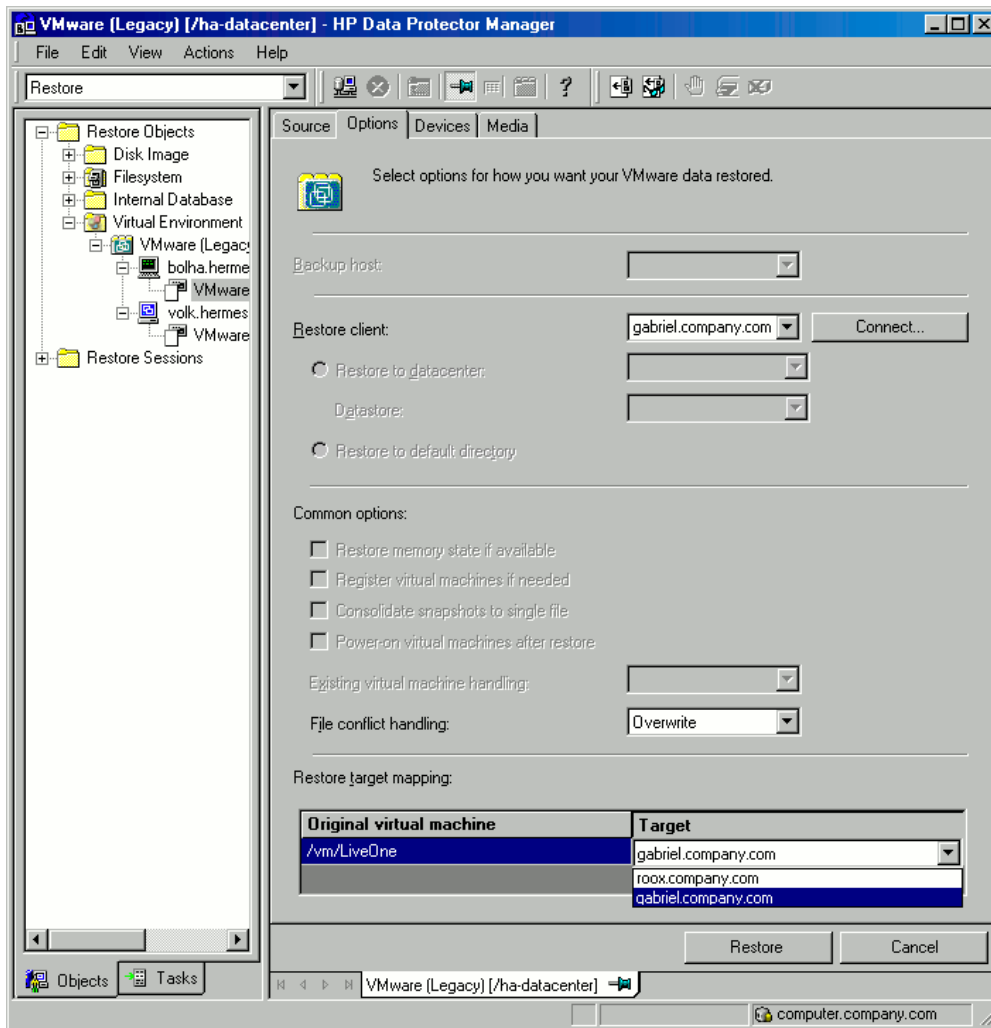 VMware (Legacy) [/ha-datacenter] - HP Data Protector Manager
File Edit View Actions Help
Restore
Restore Objects
Disk Image
Filesystem
Internal Database
Virtual Environment
VMware (Legacy
bolha.herme
VMware
volk.hermes
VMware
Restore Sessions
Objects Tasks
Source Options Devices Media
Select options for how you want your VMware data restored.
Backup host:
Restore client: gabriel.company.com Connect...
Restore to datacenter:
Datastore:
Restore to default directory
Common options:
Restore memory state if available
Register virtual machines if needed
Consolidate snapshots to single file
Power-on virtual machines after restore
Existing virtual machine handling:
File conflict handling: Overwrite
Restore target mapping:
Original virtual machine Target
/vm/LiveOne gabriel.company.com
roox.company.com
gabriel.company.com
Restore Cancel
VMware (Legacy) [/ha-datacenter]
computer.company.com